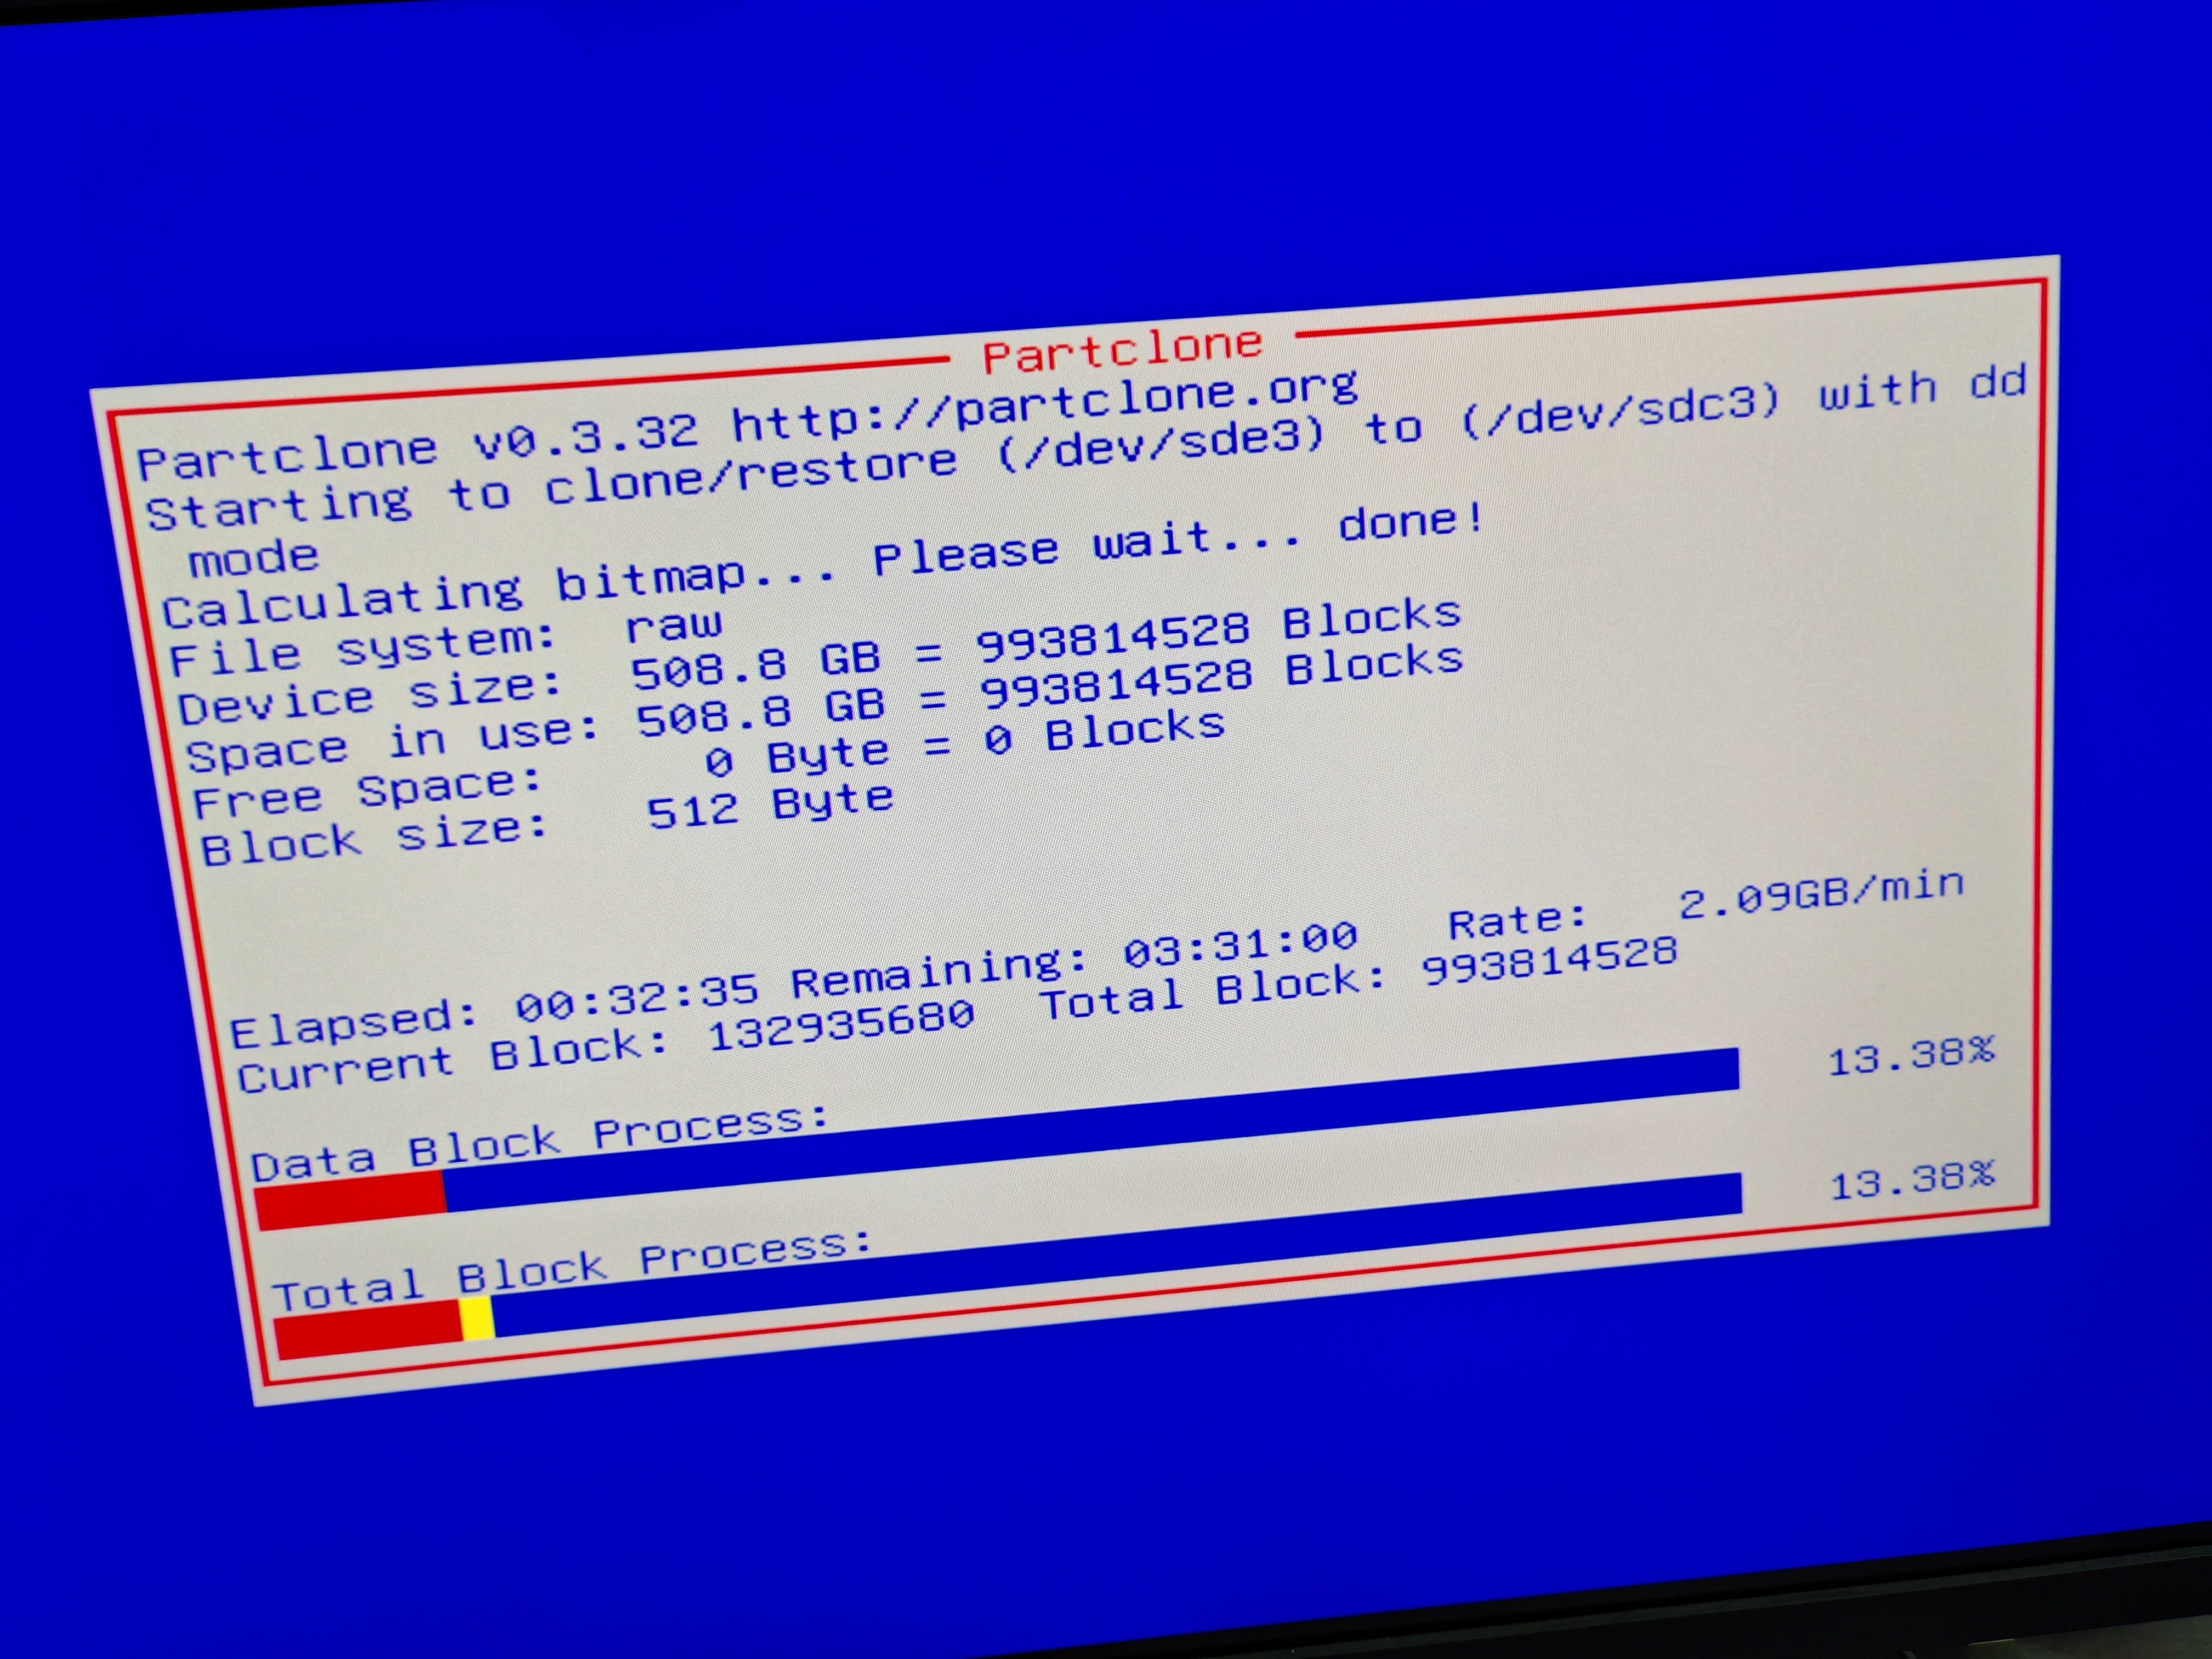 Partclone
Partclone v0.3.32 http://partclone.org
Starting to clone/restore (/dev/sde3) to (/dev/sdc3) with dd
mode
Calculating bitmap... Please wait... done!
File system: raw
Device size: 508.8 GB = 993814528 Blocks
Space in use: 508.8 GB = 993814528 Blocks
Free Space: 0 Byte = 0 Blocks
Block size: 512 Byte
Elapsed: 00:32:35 Remaining: 03:31:00 Rate: 2.09GB/min
Current Block: 132935680 Total Block: 993814528
Data Block Process:
13.38%
Total Block Process:
13.38%